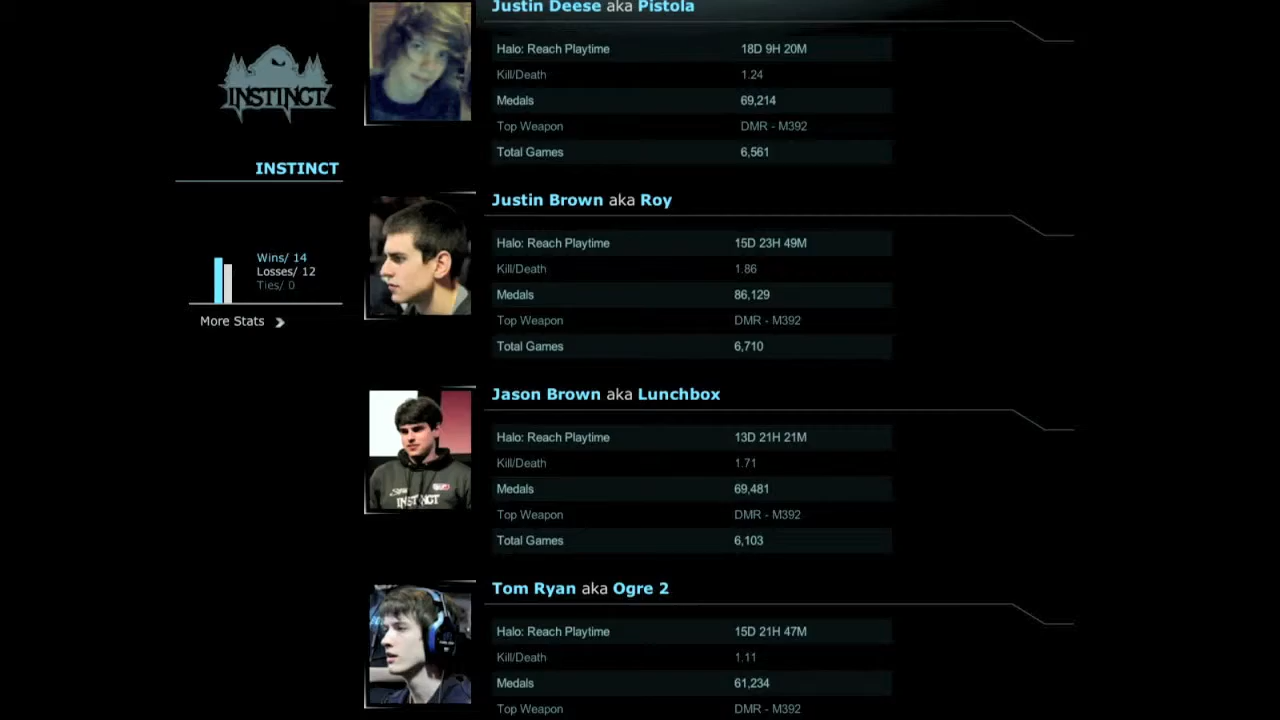 Justin Deese aka Pistola
Halo: Reach Playtime 18D 9H 20M
Kill/Death 1.24
Medals 69,214
Top Weapon DMR - M392
Total Games 6,561
INSTINCT
INSTINCT
Wins/ 14
Losses/ 12
Ties/ 0
More Stats
Justin Brown aka Roy
Halo: Reach Playtime 15D 23H 49M
Kill/Death 1.86
Medals 86,129
Top Weapon DMR - M392
Total Games 6,710
Jason Brown aka Lunchbox
Halo: Reach Playtime 13D 21H 21M
Kill/Death 1.71
Medals 69,481
Top Weapon DMR - M392
Total Games 6,103
INSTINCT
Tom Ryan aka Ogre 2
Halo: Reach Playtime 15D 21H 47M
Kill/Death 1.11
Medals 61,234
Top Weapon DMR - M392